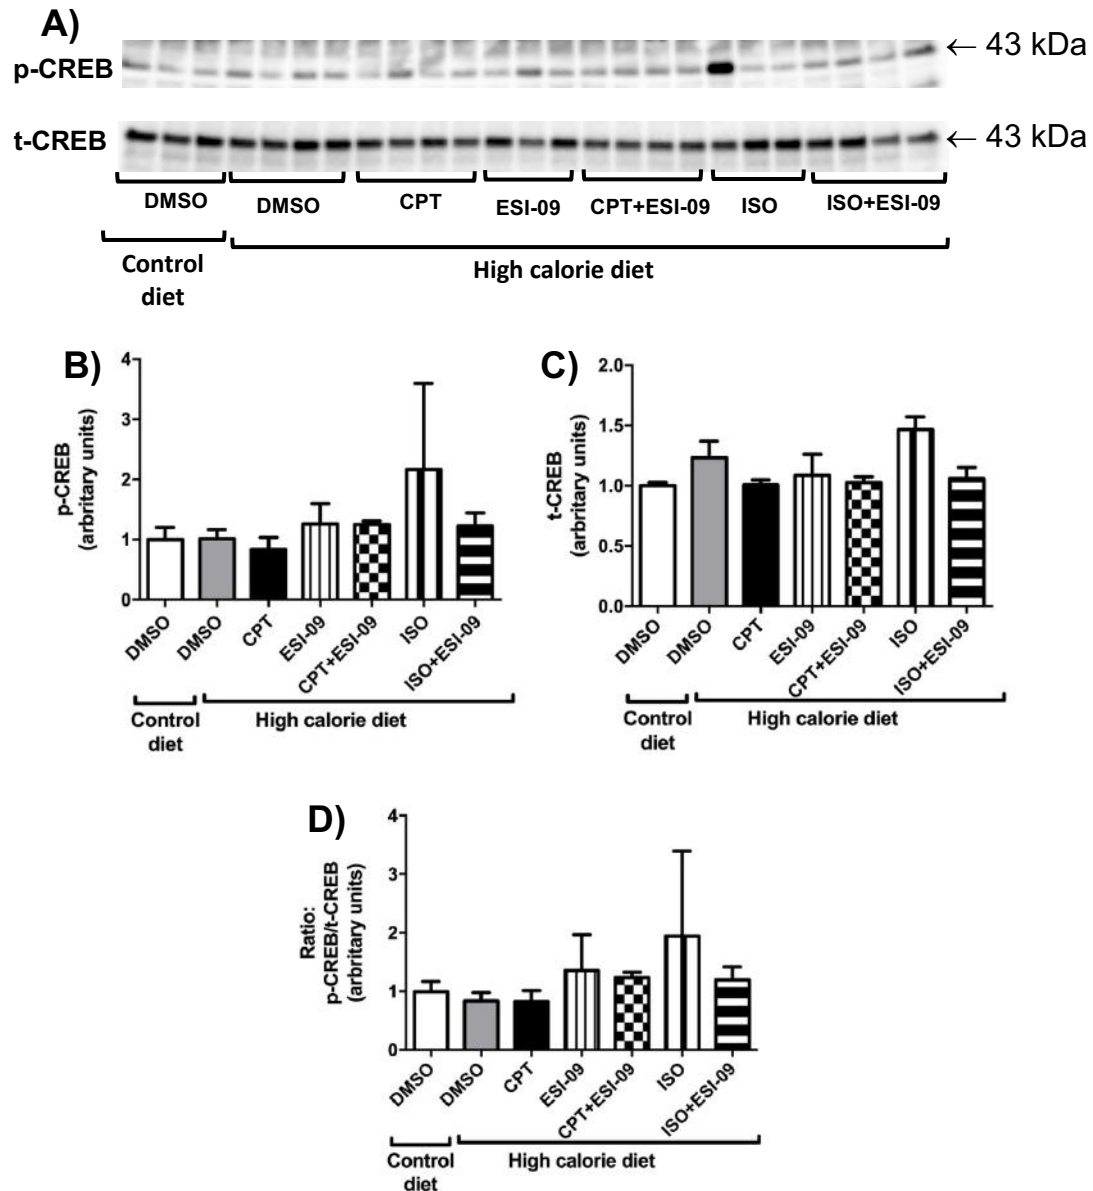 A)
p-CREB
← 43 kDa
t-CREB
← 43 kDa
DMSO DMSO CPT ESI-09 CPT+ESI-09 ISO ISO+ESI-09
Control
diet
High calorie diet
B)
p-CREB
(arbritary units)
4
3
2
1
0
DMSO
DMSO
CPT
ESI-09
CPT+ESI-09
ISO
ISO+ESI-09
Control
diet
High calorie diet
C)
t-CREB
(arbritary units)
2.0
1.5
1.0
0.5
0.0
DMSO
DMSO
CPT
ESI-09
CPT+ESI-09
ISO
ISO+ESI-09
Control
diet
High calorie diet
D)
Ratio:
p-CREB/t-CREB
(arbritary units)
4
3
2
1
0
DMSO
DMSO
CPT
ESI-09
CPT+ESI-09
ISO
ISO+ESI-09
Control
diet
High calorie diet